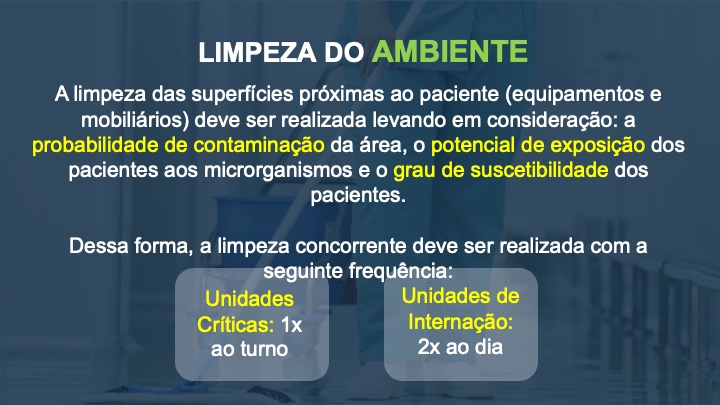 LIMPEZA DO AMBIENTE
A limpeza das superfícies próximas ao paciente (equipamentos e
mobiliários) deve ser realizada levando em consideração: a
probabilidade de contaminação da área, o potencial de exposição dos
pacientes aos microrganismos e o grau de suscetibilidade dos
pacientes.
Dessa forma, a limpeza concorrente deve ser realizada com a
seguinte frequência:
Unidades
Críticas: 1x
ao turno
Unidades de
Internação:
2x ao dia